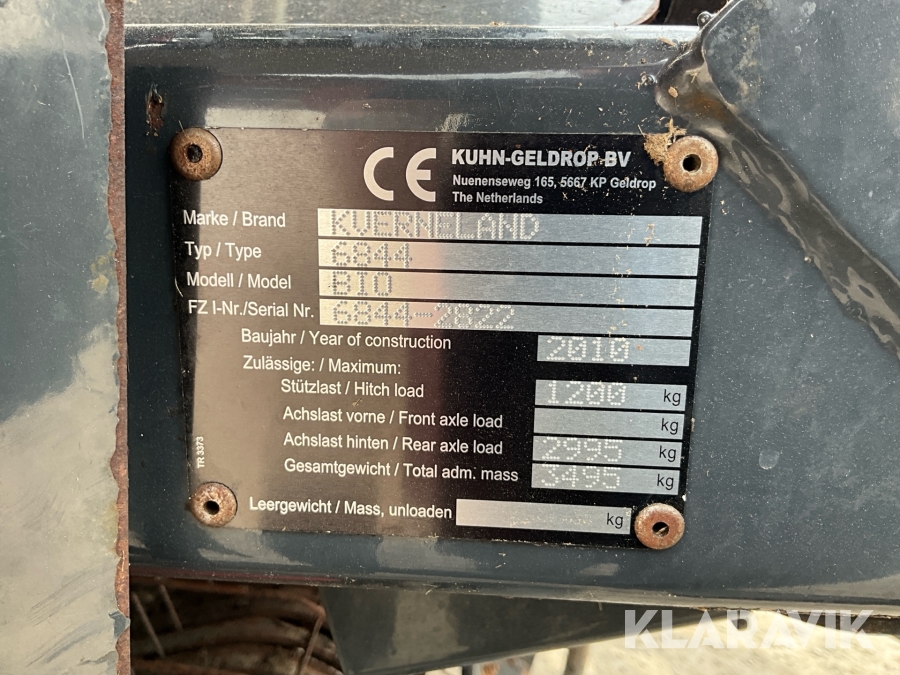 CE KUHN-GELDROP BV
Nuenenseweg 165, 5667 KP Geldrop
The Netherlands
Marke / Brand KVERNELAND
Typ / Type 6844
Modell / Model BIO
FZ I-Nr./Serial Nr. 6844-7822
Baujahr / Year of construction 2010
Zulässige: / Maximum:
Stützlast / Hitch load 1200 kg
Achslast vorne / Front axle load kg
Achslast hinten / Rear axle load 2995 kg
Gesamtgewicht / Total adm. mass 3495 kg
Leergewicht / Mass, unloaden kg
TR 3373
KLARAVIK